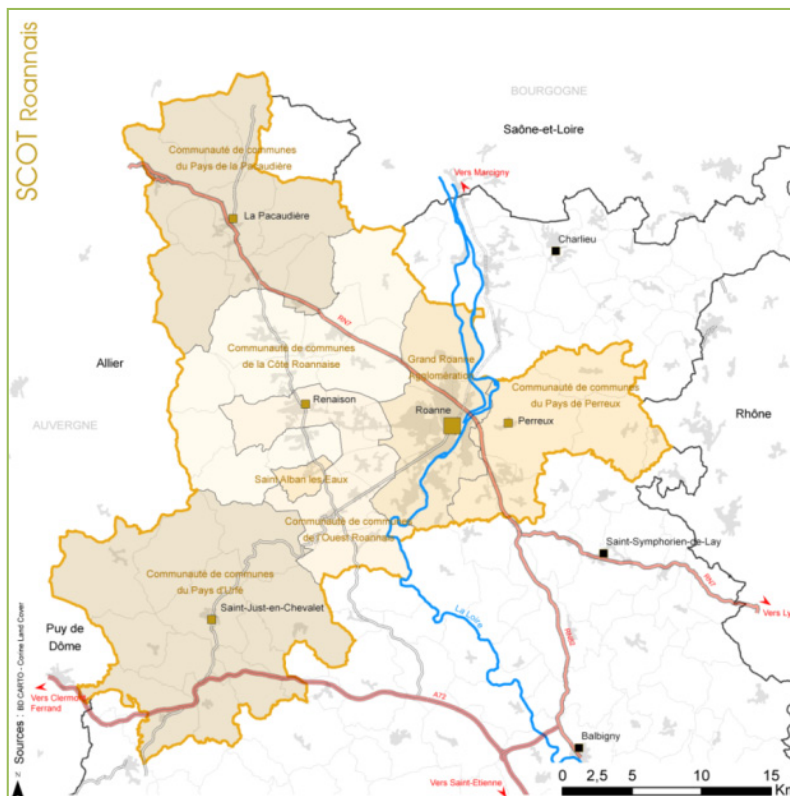 SCOT Roannais
BOURGOGNE
Saône-et-Loire
Communauté de communes
du Pays de la Pacaudière
Vers Marcigny
La Pacaudière
Charlieu
RN7
Allier
Communauté de communes
de la Côte Roannaise
Grand Roanne
Agglomération
Communauté de communes
du Pays de Perreux
AUVERGNE
Renaison
Roanne
Perreux
Rhône
Saint Alban les Eaux
Communauté de communes
de l'Ouest Roannais
Saint-Symphorien-de-Lay
RN7
Communauté de communes
du Pays d'Urfé
Saint-Just-en-Chevalet
La Loire
RN82
Vers Ly
Puy de
Dôme
Vers Clermont
Ferrand
A72
Balbigny
Vers Saint-Etienne
Sources : BD CARTO - Corine Land Cover
N
0 2,5 5 10 15
Km